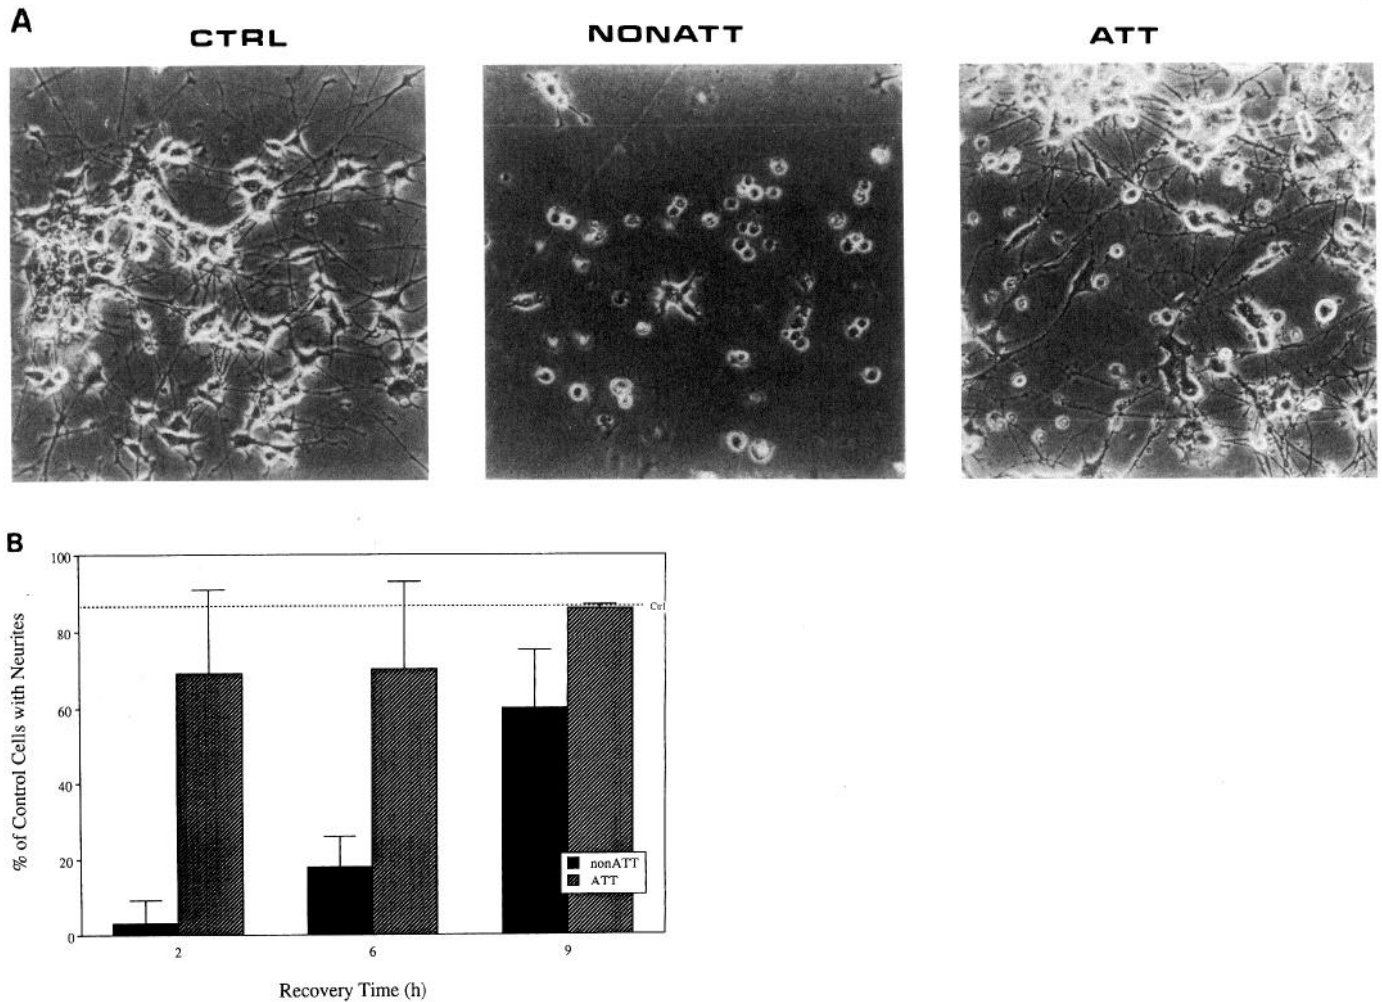 A
CTRL
NONATT
ATT
B
% of Control Cells with Neurites
100
80
60
40
20
0
Ctrl
nonATT
ATT
2
6
9
Recovery Time (h)